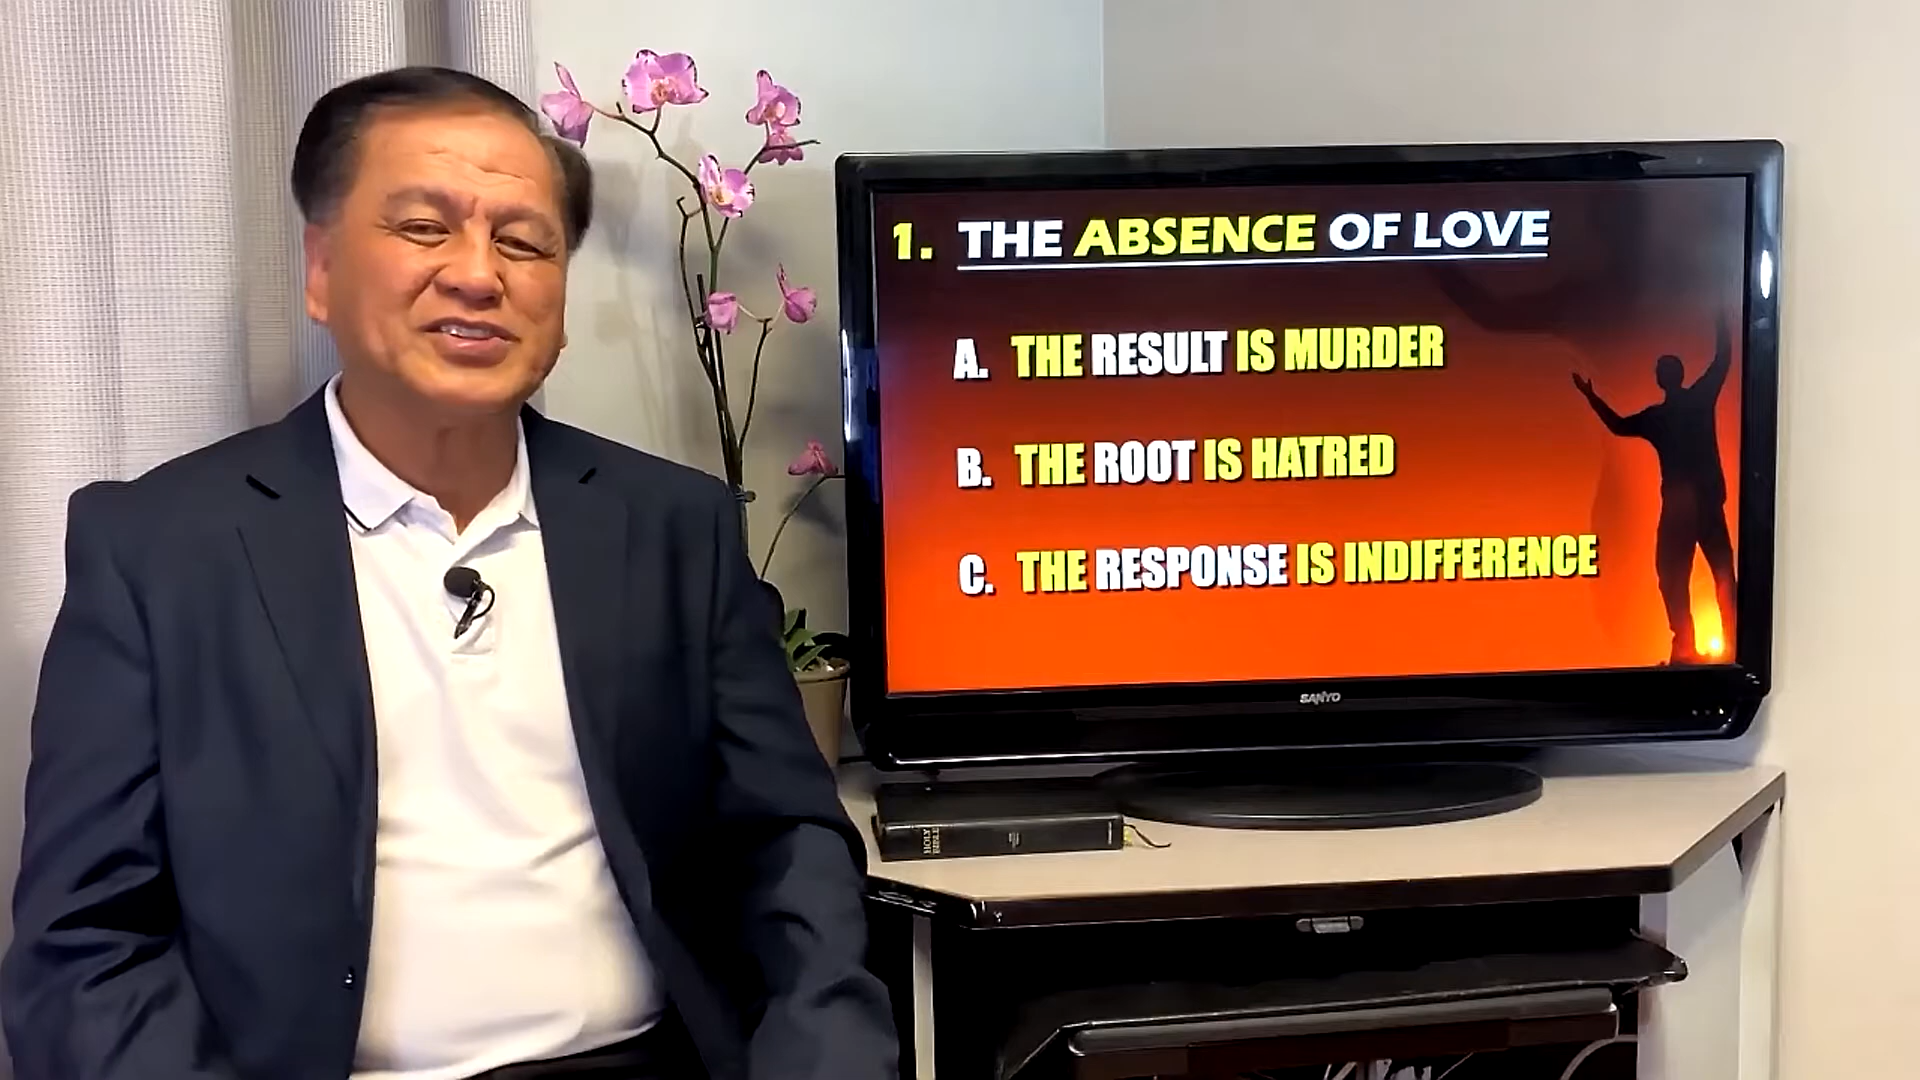 1. THE ABSENCE OF LOVE
A. THE RESULT IS MURDER
B. THE ROOT IS HATRED
C. THE RESPONSE IS INDIFFERENCE
SANYO
HOLY
BIBLE